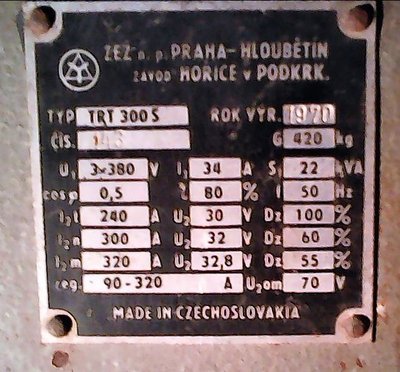 ZEZ n. p. PRAHA-HLOUBĚTÍN
ZÁVOD HOŘICE v PODKRK.
TYP TRT 300 S ROK VÝR. 1970
ČÍS. G 420 kg
U₁ 3×380 V I₁ 34 A S₁ 22 kVA
cos φ 0,5 η 80 % f 50 Hz
I₂t 240 A U₂ 30 V Dz 100 %
I₂n 300 A U₂ 32 V Dz 60 %
I₂m 320 A U₂ 32,8 V Dz 55 %
reg. 90-320 A U₂om 70 V
MADE IN CZECHOSLOVAKIA